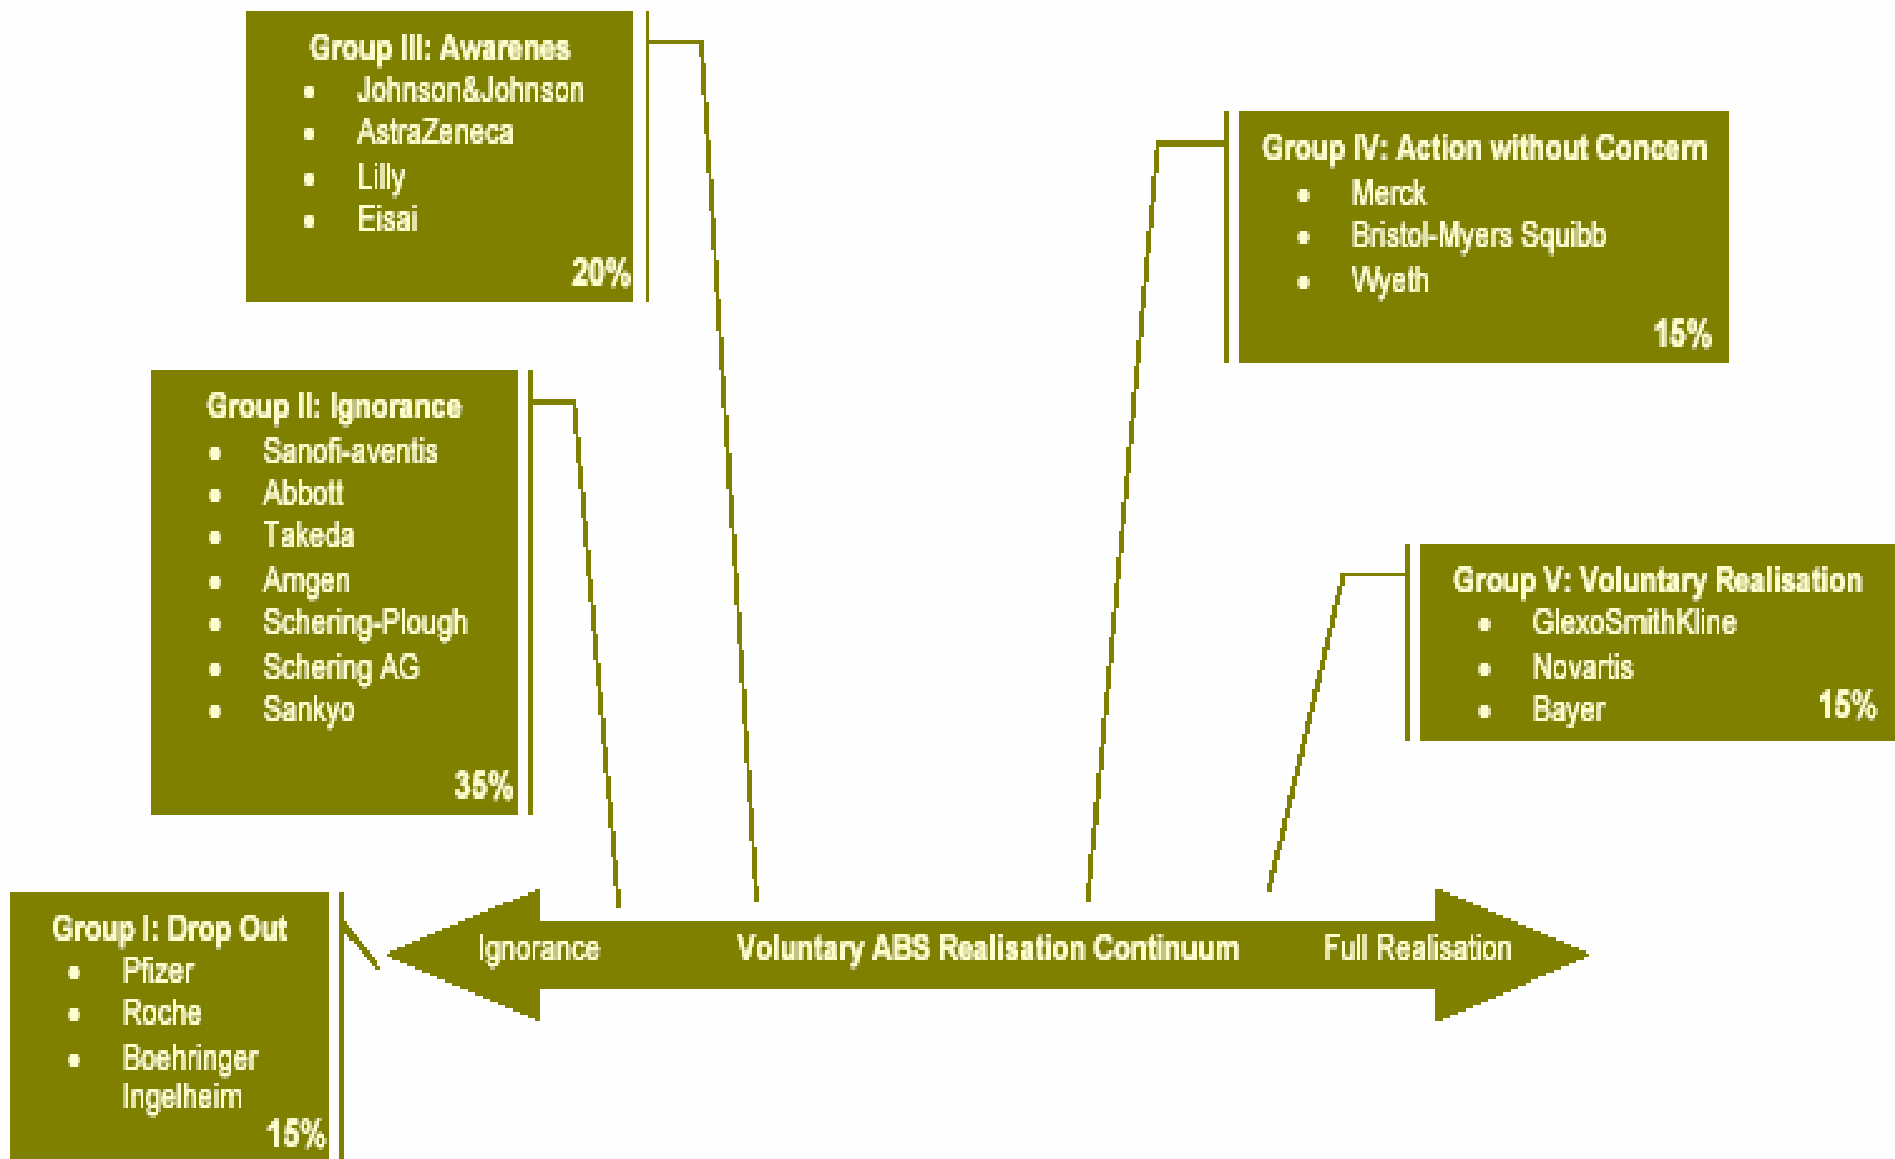 Group III: Awarenes
• Johnson&Johnson
• AstraZeneca
• Lilly
• Eisai
20%
Group IV: Action without Concern
• Merck
• Bristol-Myers Squibb
• Wyeth
15%
Group II: Ignorance
• Sanofi-aventis
• Abbott
• Takeda
• Amgen
• Schering-Plough
• Schering AG
• Sankyo
35%
Group V: Voluntary Realisation
• GlexoSmithKline
• Novartis
• Bayer 15%
Group I: Drop Out
• Pfizer
• Roche
• Boehringer
Ingelheim
15%
Ignorance Voluntary ABS Realisation Continuum Full Realisation